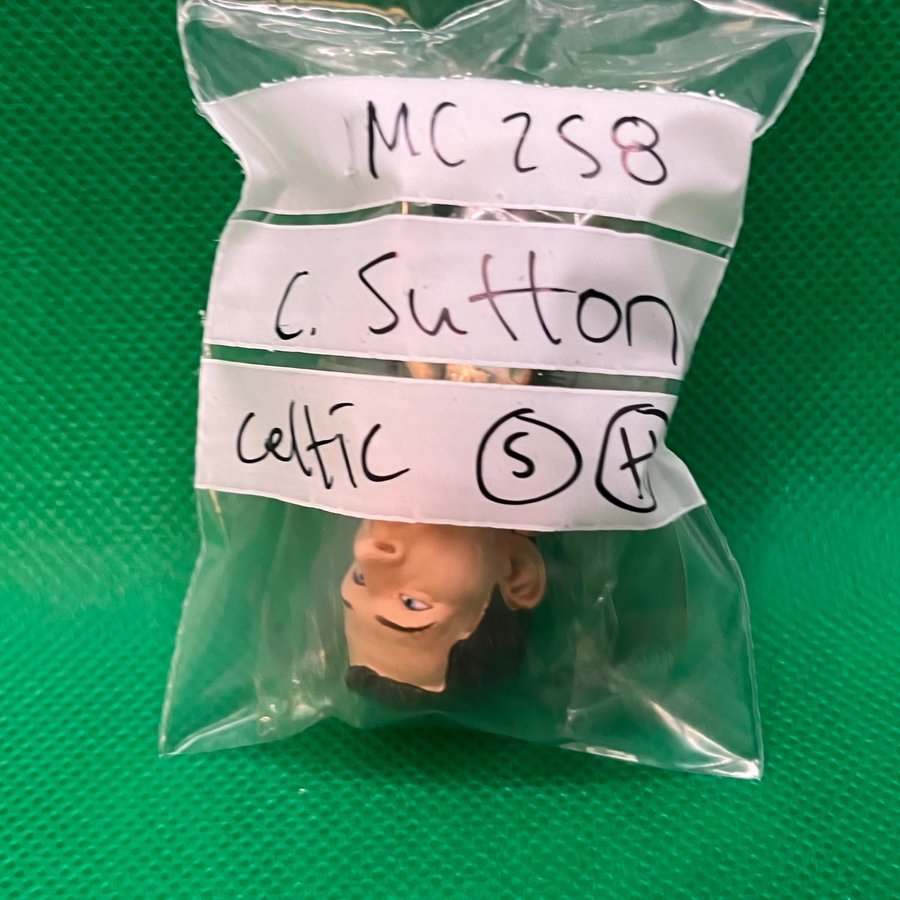 MC 258
C. Sutton
Celtic S H